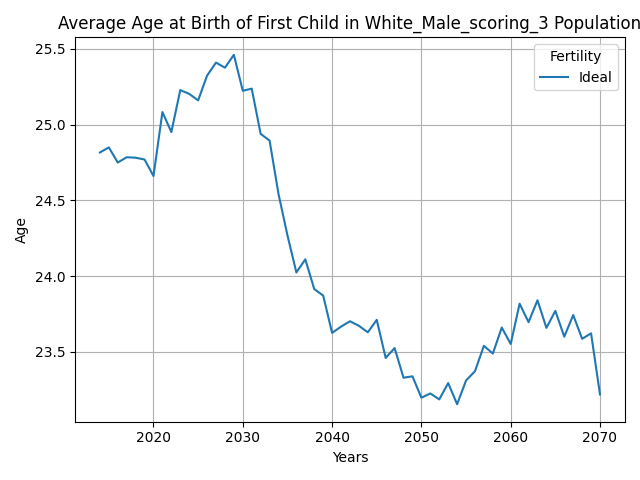 Average Age at Birth of First Child in White_Male_scoring_3 Population
Fertility
Ideal
25.5
25.0
24.5
24.0
23.5
Age
2020 2030 2040 2050 2060 2070
Years